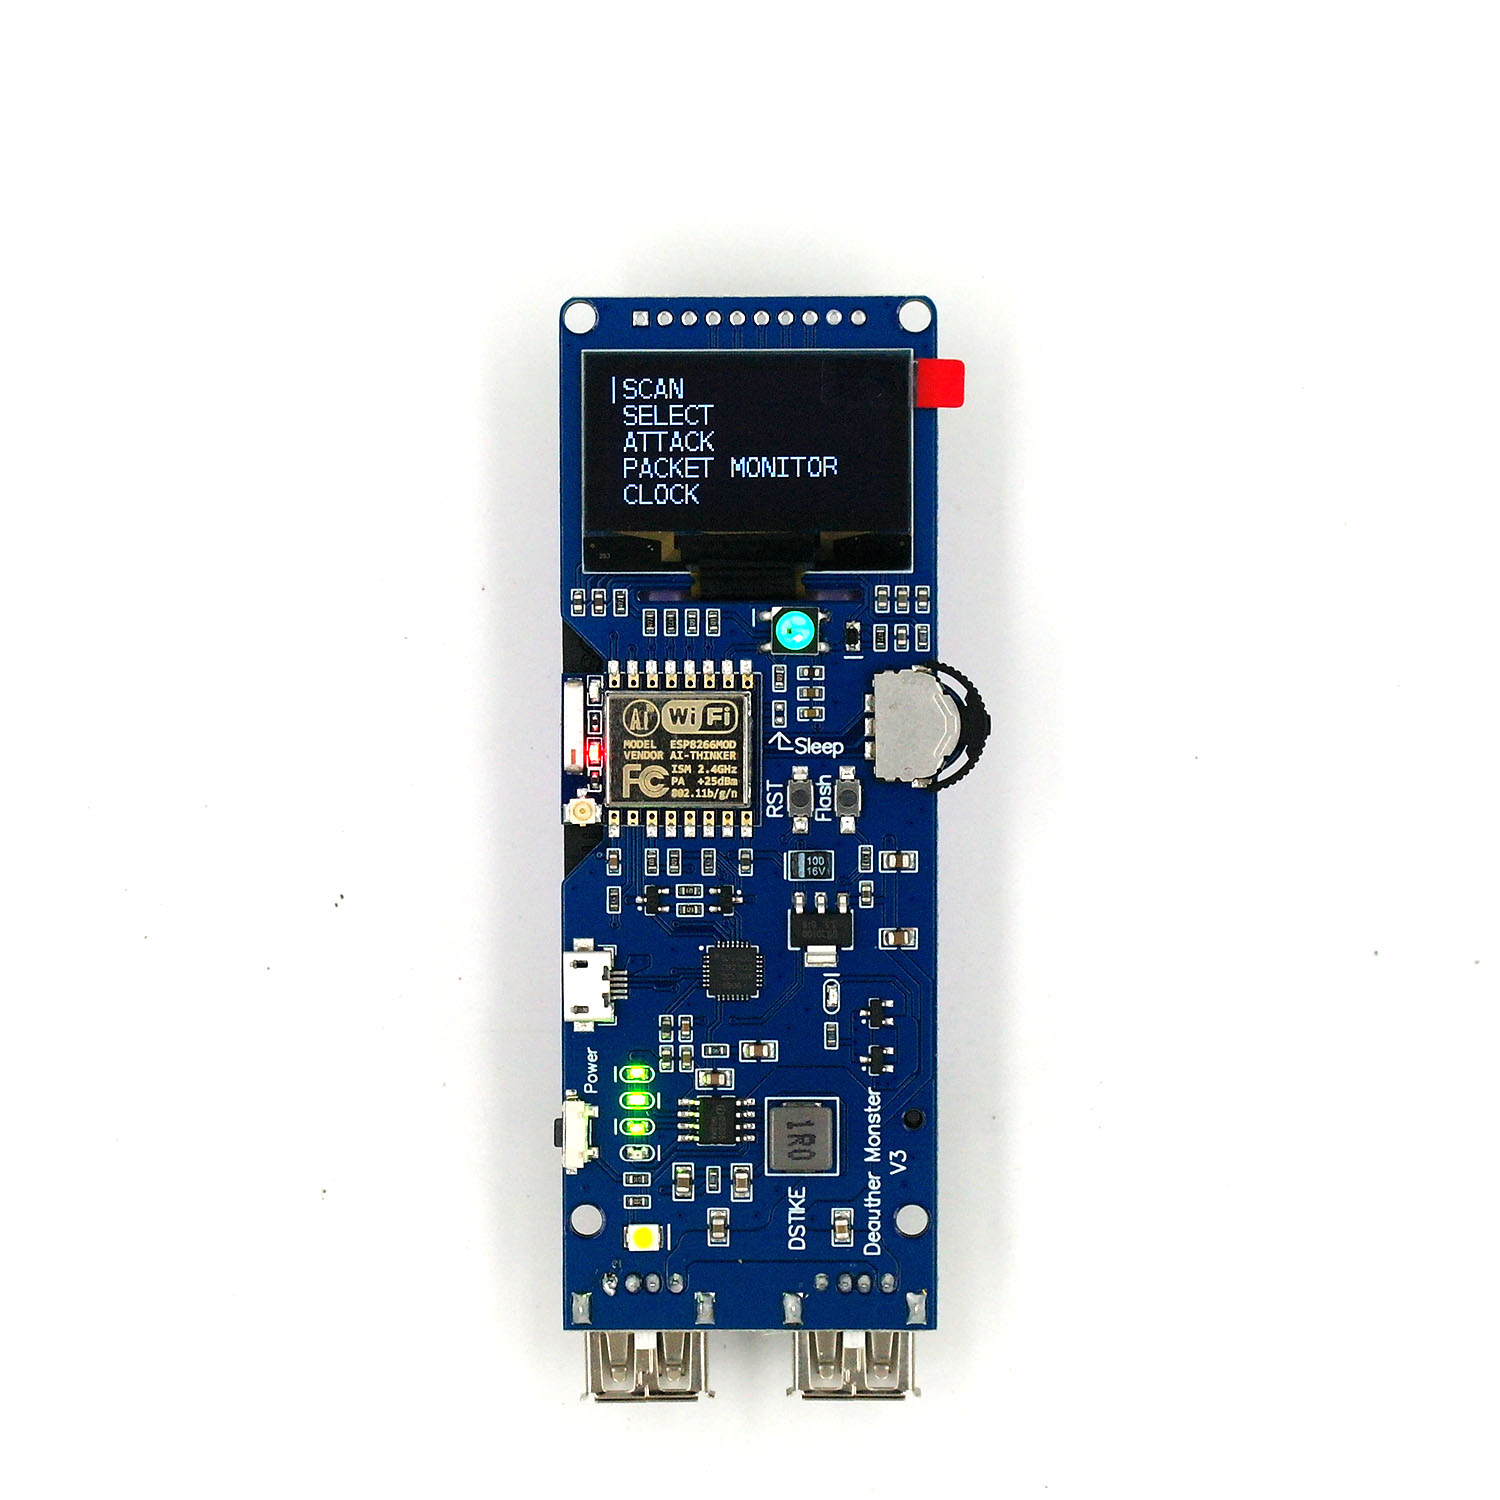 SCAN
SELECT
ATTACK
PACKET MONITOR
CLOCK
Ai WiFi
MODEL ESP8266MOD
VENDOR AI-THINKER
FC ISM 2.4GHz
PA +25dBm
802.11b/g/n
Sleep
RST
Flash
100
16V
Power
1R0
DSTIKE
Deauther Monster
V3